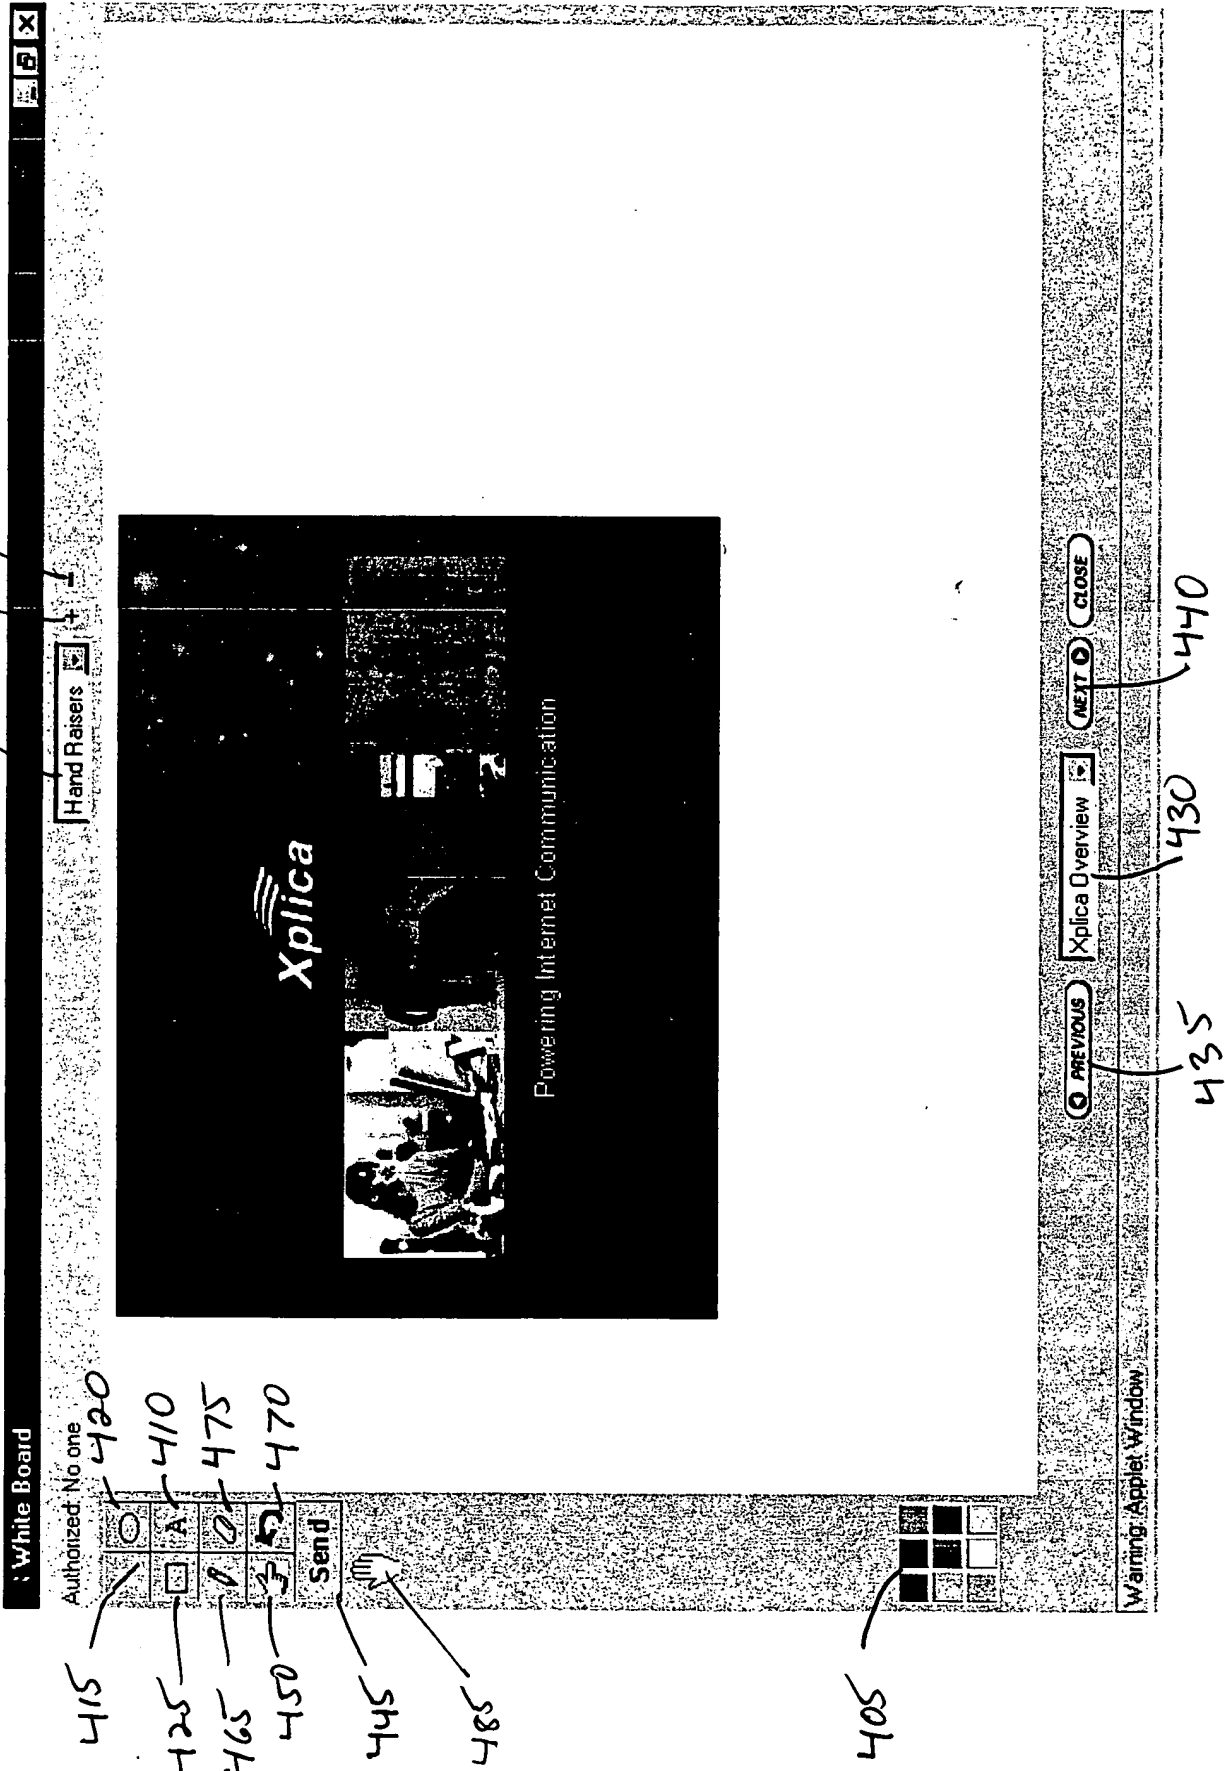 White Board
Authorized: No one
Hand Raisers
+ -
415
420
425
A
410
465
475
450
470
Send
445
485
405
Xplica
Powering Internet Communication
PREVIOUS
Xplica Overview
NEXT
CLOSE
435
430
440
Warning: Applet Window